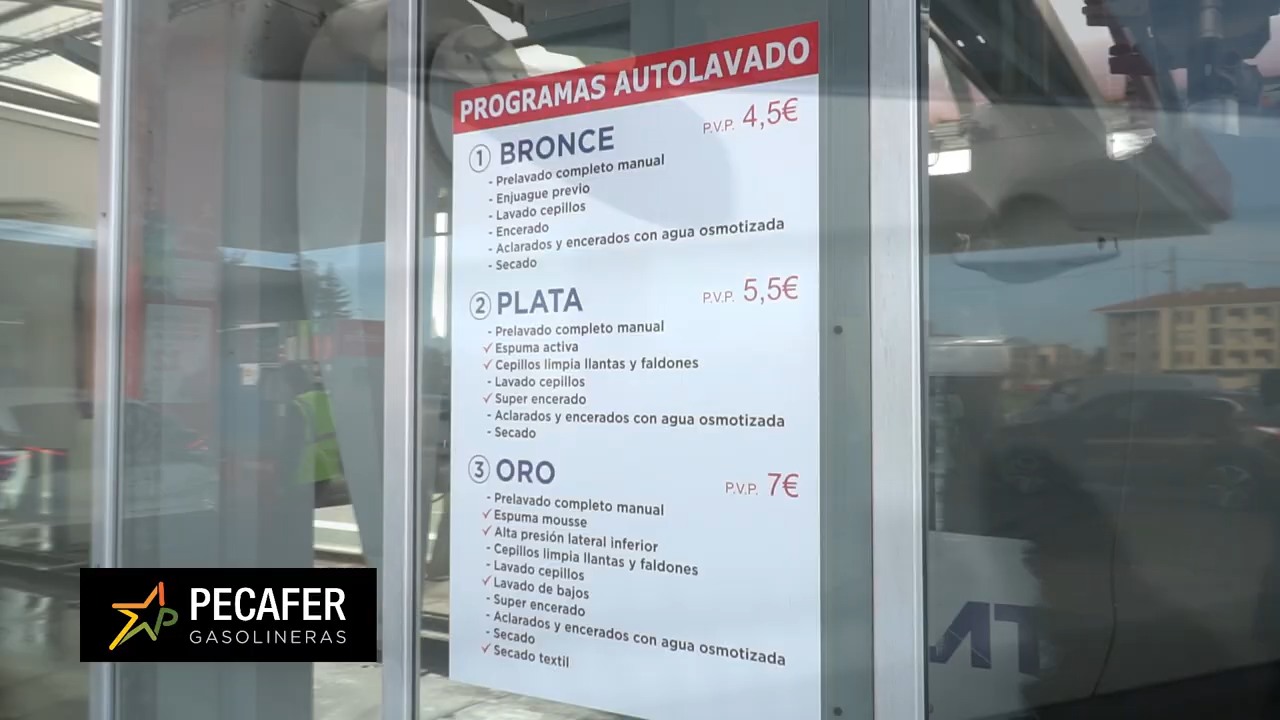 PROGRAMAS AUTOLAVADO
1 BRONCE P.V.P. 4,5€
- Prelavado completo manual
- Enjuague previo
- Lavado cepillos
- Encerado
- Aclarados y encerados con agua osmotizada
- Secado
2 PLATA P.V.P. 5,5€
- Prelavado completo manual
✓ Espuma activa
✓ Cepillos limpia llantas y faldones
- Lavado cepillos
✓ Super encerado
- Aclarados y encerados con agua osmotizada
- Secado
3 ORO P.V.P. 7€
- Prelavado completo manual
✓ Espuma mousse
✓ Alta presión lateral inferior
- Cepillos limpia llantas y faldones
- Lavado cepillos
✓ Lavado de bajos
- Super encerado
- Aclarados y encerados con agua osmotizada
- Secado
✓ Secado textil
PECAFER
GASOLINERAS